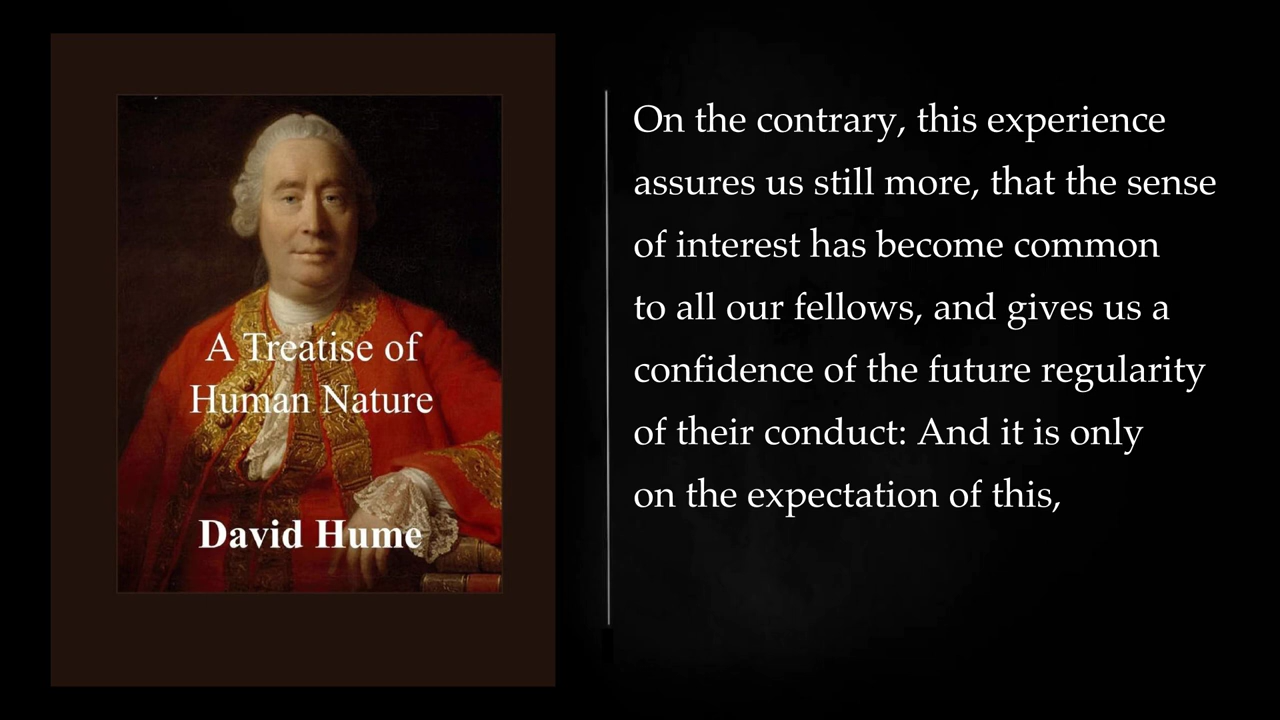 A Treatise of
Human Nature
David Hume
On the contrary, this experience
assures us still more, that the sense
of interest has become common
to all our fellows, and gives us a
confidence of the future regularity
of their conduct: And it is only
on the expectation of this,